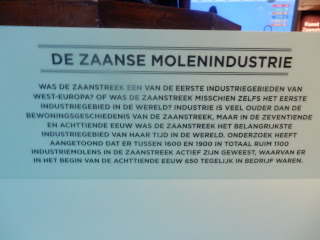 DE ZAANSE MOLENINDUSTRIE
WAS DE ZAANSTREEK EEN VAN DE EERSTE INDUSTRIEGEBIEDEN VAN
WEST-EUROPA? OF WAS DE ZAANSTREEK MISSCHIEN ZELFS HET EERSTE
INDUSTRIEGEBIED IN DE WERELD? INDUSTRIE IS VEEL OUDER DAN DE
BEWONINGSGESCHIEDENIS VAN DE ZAANSTREEK, MAAR IN DE ZEVENTIENDE
EN ACHTTIENDE EEUW WAS DE ZAANSTREEK HET BELANGRIJKSTE
INDUSTRIEGEBIED VAN HAAR TIJD IN DE WERELD. ONDERZOEK HEEFT
AANGETOOND DAT ER TUSSEN 1600 EN 1900 IN TOTAAL RUIM 1100
INDUSTRIEMOLENS IN DE ZAANSTREEK ACTIEF ZIJN GEWEEST, WAARVAN ER
IN HET BEGIN VAN DE ACHTTIENDE EEUW 650 TEGELIJK IN BEDRIJF WAREN.